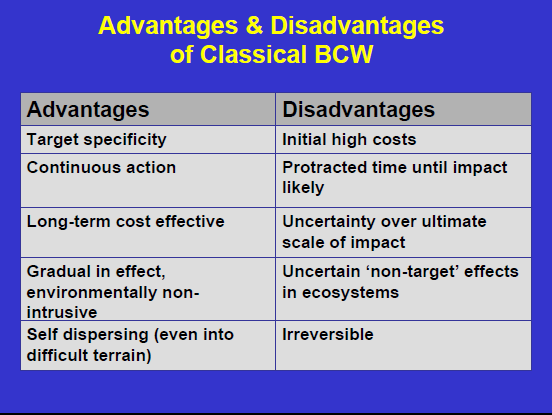 Advantages & Disadvantages
of Classical BCW
Advantages
Disadvantages
Target specificity
Initial high costs
Continuous action
Protracted time until impact
likely
Long-term cost effective
Uncertainty over ultimate
scale of impact
Gradual in effect,
environmentally non-
intrusive
Uncertain ‘non-target’ effects
in ecosystems
Self dispersing (even into
difficult terrain)
Irreversible